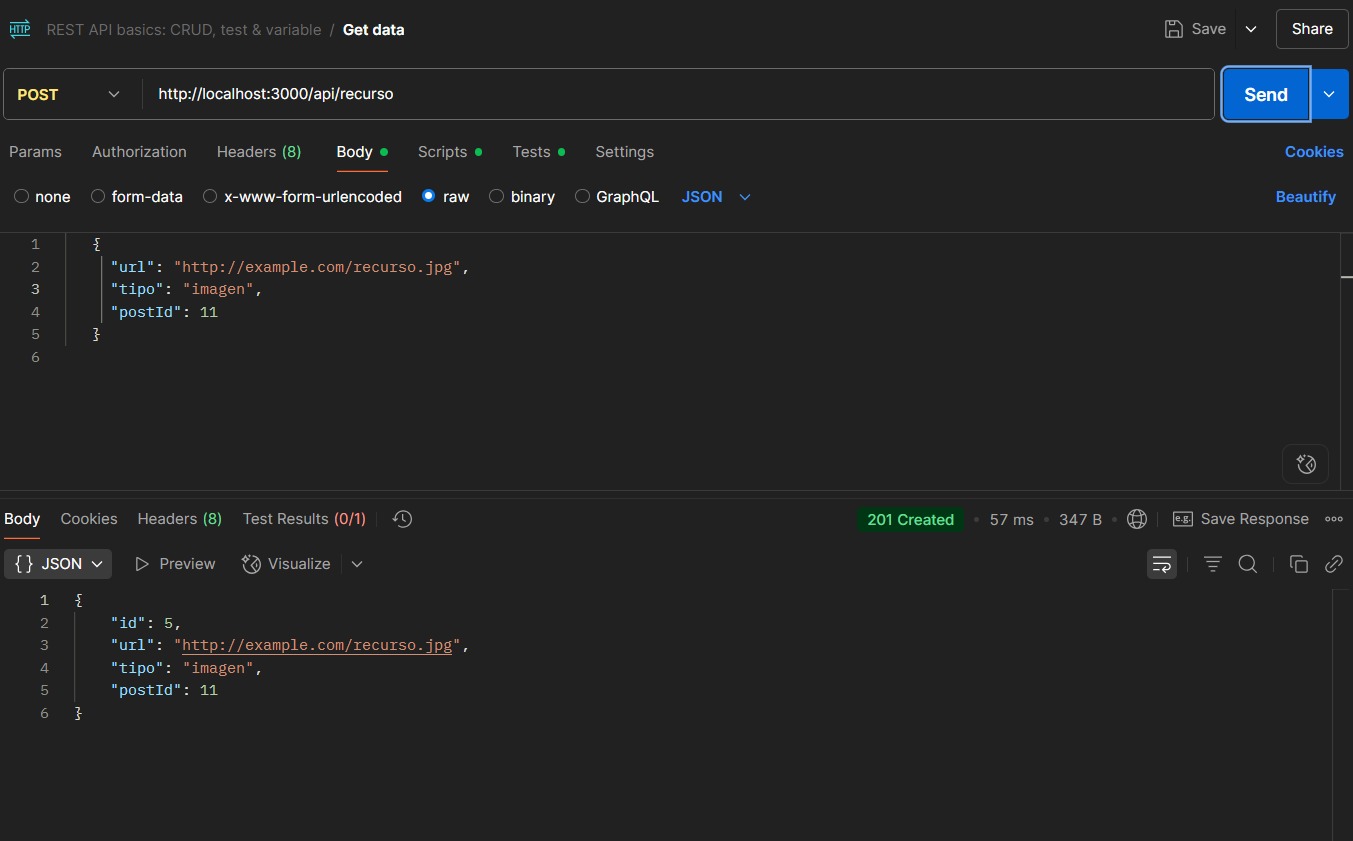 HTTP REST API basics: CRUD, test & variable / Get data Save Share
POST http://localhost:3000/api/recurso Send
Params Authorization Headers (8) Body Scripts Tests Settings Cookies
none form-data x-www-form-urlencoded raw binary GraphQL JSON Beautify
1 {
2 "url": "http://example.com/recurso.jpg",
3 "tipo": "imagen",
4 "postId": 11
5 }
6
Body Cookies Headers (8) Test Results (0/1) 201 Created • 57 ms • 347 B • e.g. Save Response
{} JSON Preview Visualize
1 {
2 "id": 5,
3 "url": "http://example.com/recurso.jpg",
4 "tipo": "imagen",
5 "postId": 11
6 }